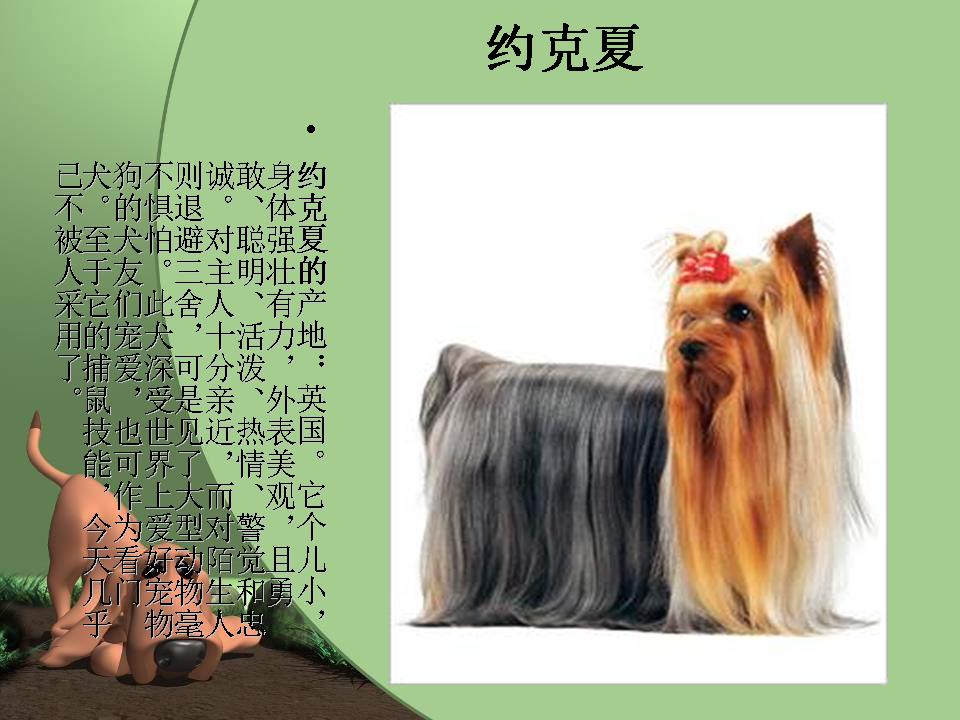 约克夏
• 约克夏的产地：英国。它个儿小，
身体强壮有力，外表美观，且勇
敢、聪明、活泼、热情、警觉和忠
诚。对主人十分亲近，而对陌生人
则退避三舍，可是见了大型动物毫
不惧怕。此犬深受世界上爱好宠物
狗的犬友们宠爱，也可作为看门
犬。至于它的捕鼠技能，今天几乎
己不被人采用了。